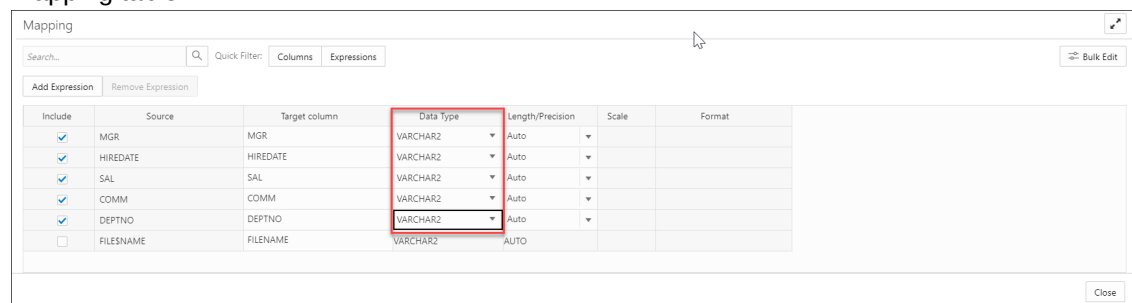 Mapping
Search... Quick Filter: Columns Expressions Bulk Edit
Add Expression Remove Expression
Include Source Target column Data Type Length/Precision Scale Format
MGR MGR VARCHAR2 Auto
HIREDATE HIREDATE VARCHAR2 Auto
SAL SAL VARCHAR2 Auto
COMM COMM VARCHAR2 Auto
DEPTNO DEPTNO VARCHAR2 Auto
FILE$NAME FILENAME VARCHAR2 AUTO
Close